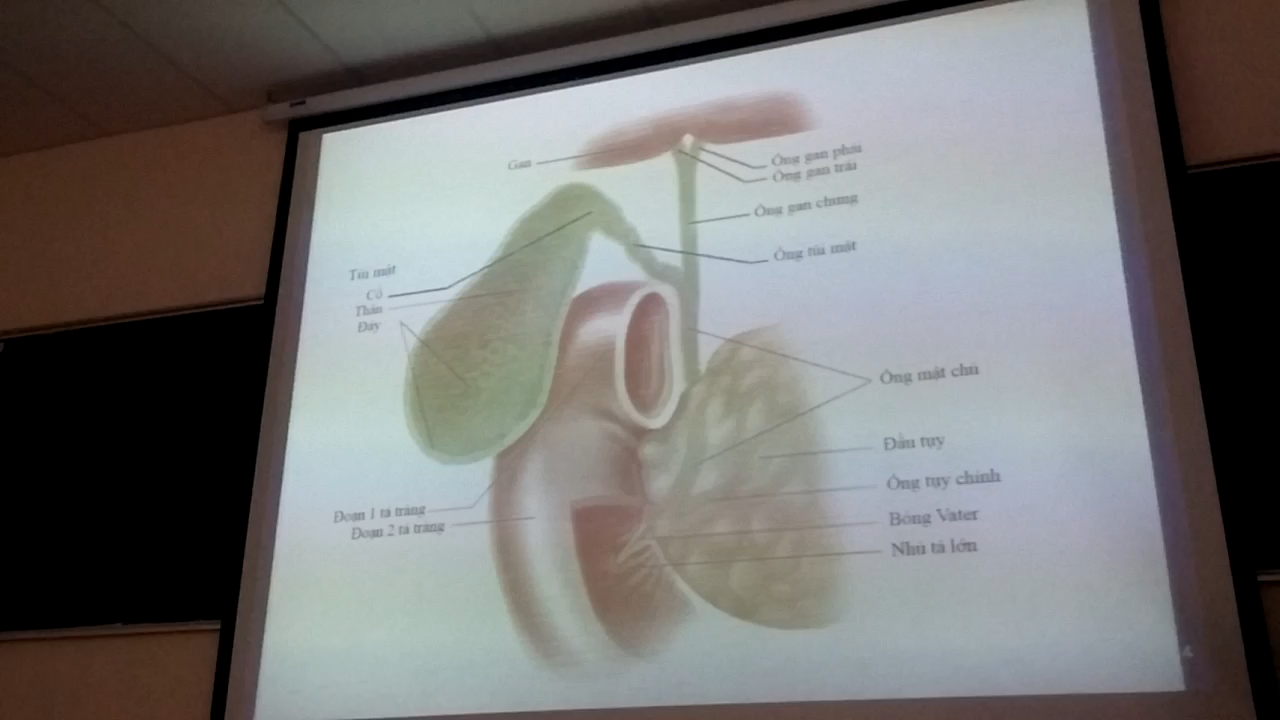 Gan
Ống gan phải
Ống gan trái
Ống gan chung
Ống túi mật
Túi mật
Cổ
Thân
Đáy
Ống mật chủ
Đầu tụy
Ống tụy chính
Bóng Vater
Nhú tá lớn
Đoạn 1 tá tràng
Đoạn 2 tá tràng
4